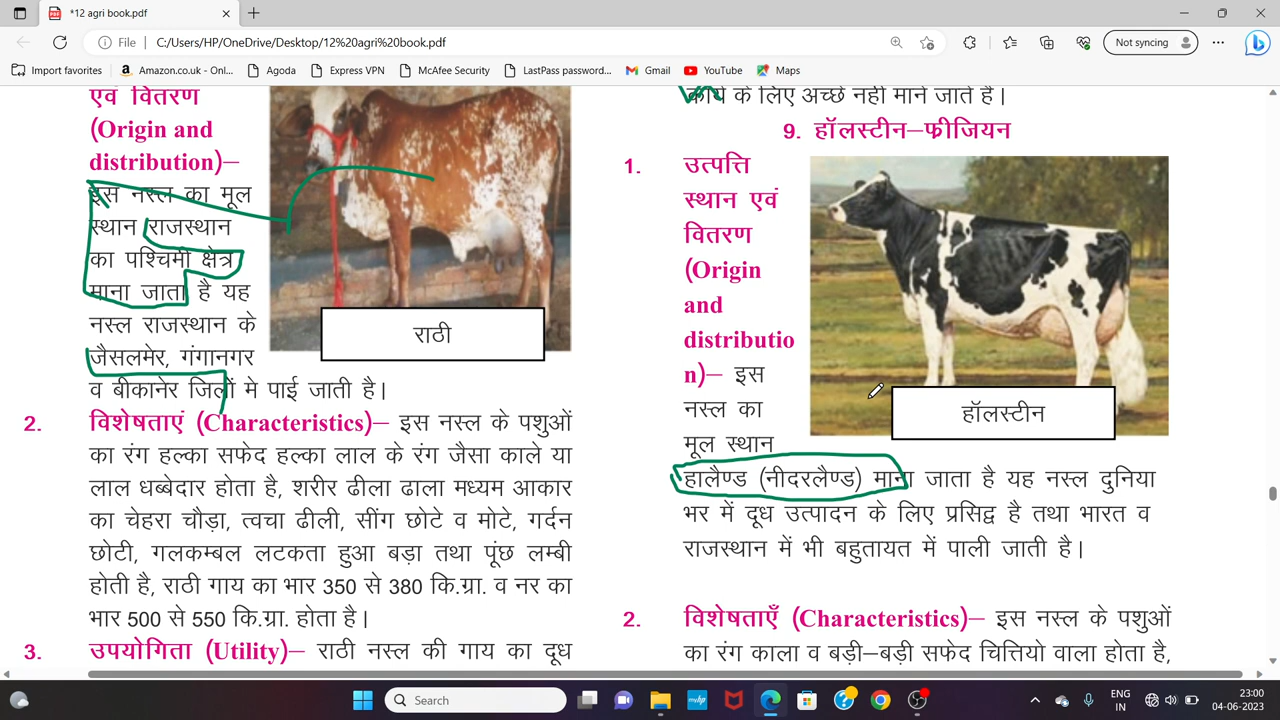 *12 agri book.pdf
File
C:/Users/HP/OneDrive/Desktop/12%20agri%20book.pdf
Not syncing
Import favorites
Amazon.co.uk - Onl...
Agoda
Express VPN
McAfee Security
LastPass password...
Gmail
YouTube
Maps
एवं वितरण
(Origin and
distribution)–
इस नस्ल का मूल
स्थान राजस्थान
का पश्चिमी क्षेत्र
माना जाता है यह
नस्ल राजस्थान के
जैसलमेर, गंगानगर
व बीकानेर जिलों मे पाई जाती है।
राठी
2. विशेषताएं (Characteristics)– इस नस्ल के पशुओं
का रंग हल्का सफेद हल्का लाल के रंग जैसा काले या
लाल धब्बेदार होता है, शरीर ढीला ढाला मध्यम आकार
का चेहरा चौड़ा, त्वचा ढीली, सींग छोटे व मोटे, गर्दन
छोटी, गलकम्बल लटकता हुआ बड़ा तथा पूंछ लम्बी
होती है, राठी गाय का भार 350 से 380 कि.ग्रा. व नर का
भार 500 से 550 कि.ग्रा. होता है।
3. उपयोगिता (Utility)– राठी नस्ल की गाय का दूध
कार्य के लिए अच्छे नही माने जाते हैं।
9. हॉलस्टीन–फ्रीजियन
1. उत्पत्ति
स्थान एवं
वितरण
(Origin
and
distributio
n)– इस
नस्ल का
मूल स्थान
हालैण्ड (नीदरलैण्ड) माना जाता है यह नस्ल दुनिया
भर में दूध उत्पादन के लिए प्रसिद्व है तथा भारत व
राजस्थान में भी बहुतायत में पाली जाती है।
हॉलस्टीन
2. विशेषताएँ (Characteristics)– इस नस्ल के पशुओं
का रंग काला व बड़ी–बड़ी सफेद चित्तियो वाला होता है,
Search
ENG
IN
23:00
04-06-2023